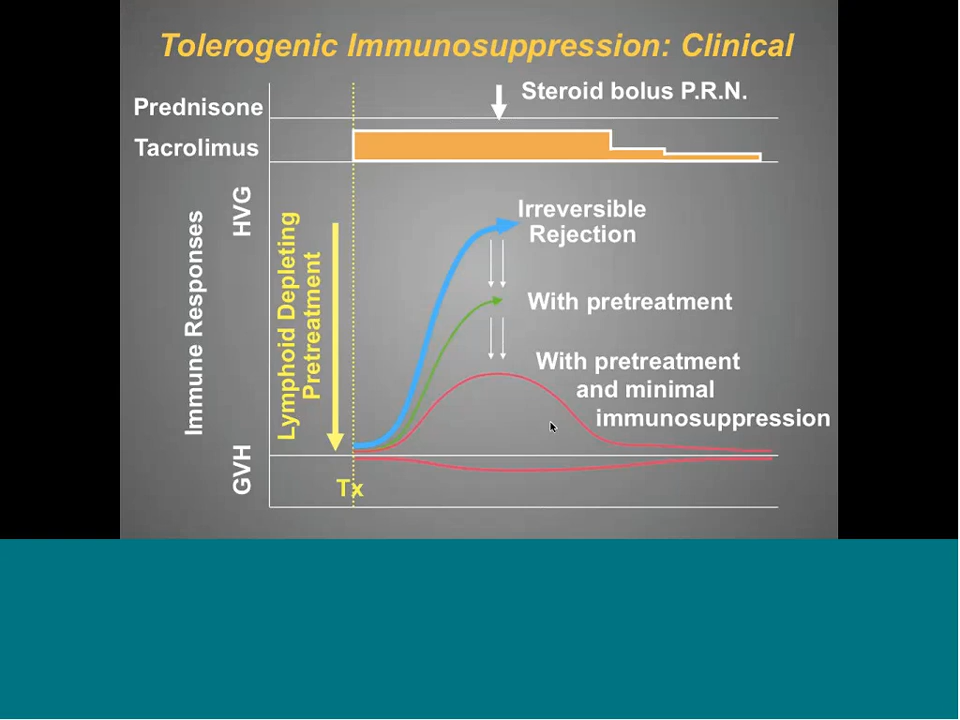 Tolerogenic Immunosuppression: Clinical
Steroid bolus P.R.N.
Prednisone
Tacrolimus
HVG
Immune Responses
GVH
Lymphoid Depleting
Pretreatment
Irreversible
Rejection
With pretreatment
With pretreatment
and minimal
immunosuppression
Tx